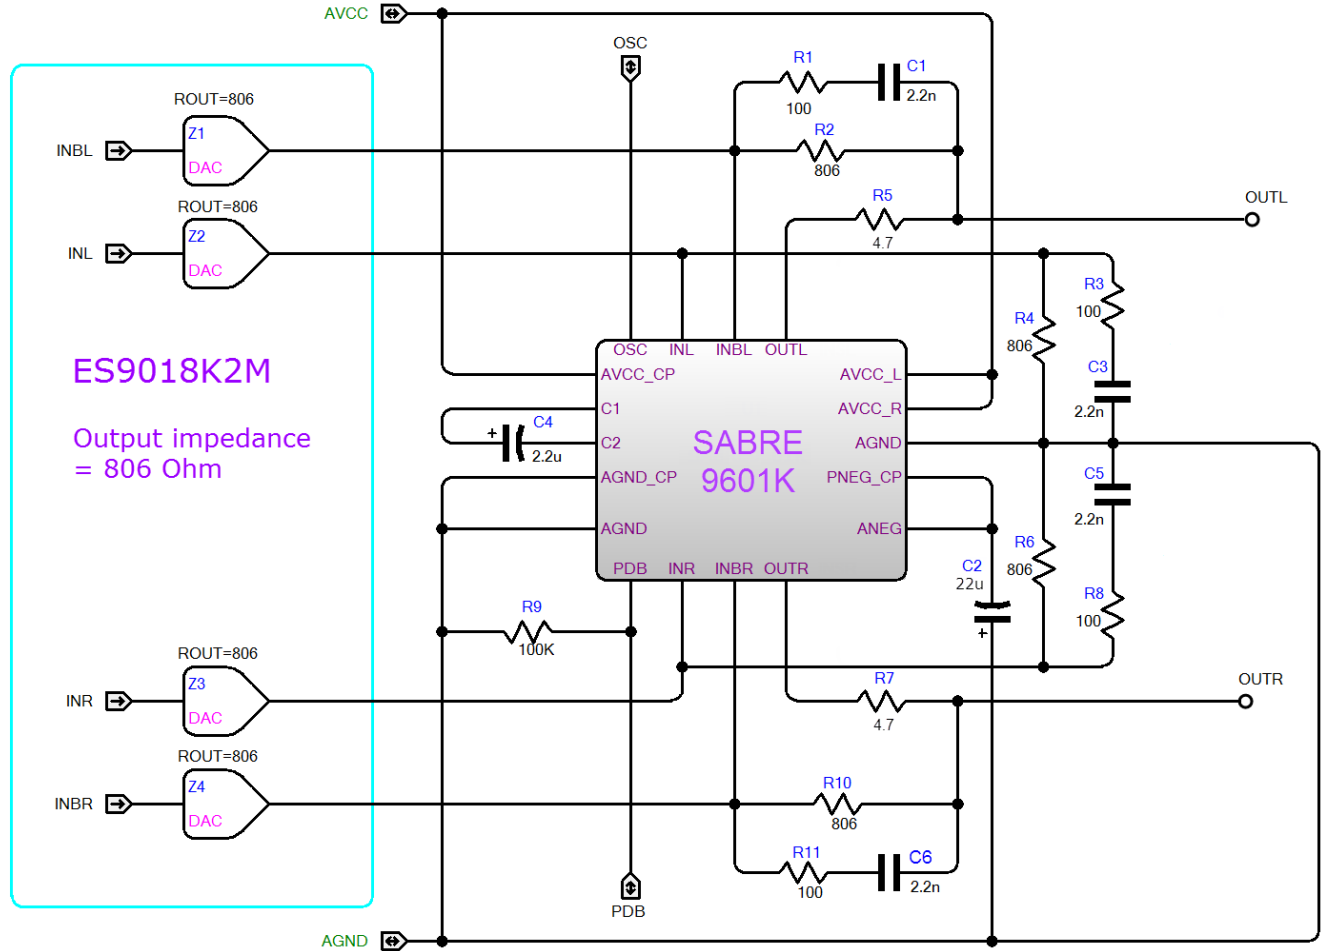 AVCC
OSC
R1
C1
100
2.2n
ROUT=806
Z1
INBL
DAC
R2
806
R5
4.7
OUTL
ROUT=806
Z2
INL
DAC
R3
100
R4
806
OSC INL INBL OUTL
AVCC_CP AVCC_L
C1 AVCC_R
C2 AGND
AGND_CP PNEG_CP
AGND ANEG
PDB INR INBR OUTR
SABRE
9601K
ES9018K2M
Output impedance
= 806 Ohm
C3
2.2n
C4
+
2.2u
C5
2.2n
R6
806
C2
22u
+
R8
100
R9
100K
ROUT=806
Z3
INR
DAC
R7
4.7
OUTR
ROUT=806
Z4
INBR
DAC
R10
806
R11
100
C6
2.2n
PDB
AGND